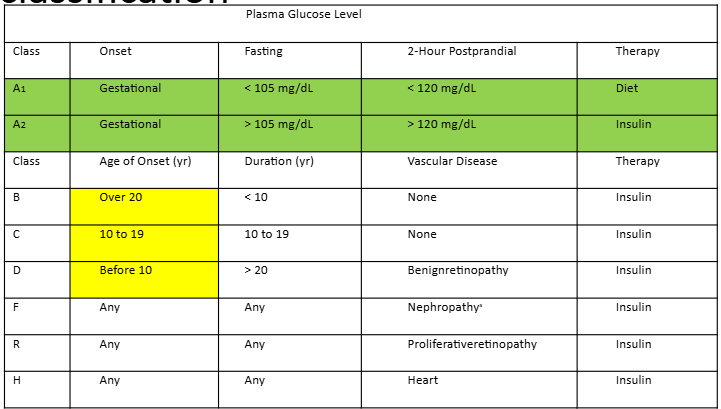 classification
Plasma Glucose Level
Class Onset Fasting 2-Hour Postprandial Therapy
A1 Gestational < 105 mg/dL < 120 mg/dL Diet
A2 Gestational > 105 mg/dL > 120 mg/dL Insulin
Class Age of Onset (yr) Duration (yr) Vascular Disease Therapy
B Over 20 < 10 None Insulin
C 10 to 19 10 to 19 None Insulin
D Before 10 > 20 Benignretinopathy Insulin
F Any Any Nephropathyᵃ Insulin
R Any Any Proliferativeretinopathy Insulin
H Any Any Heart Insulin